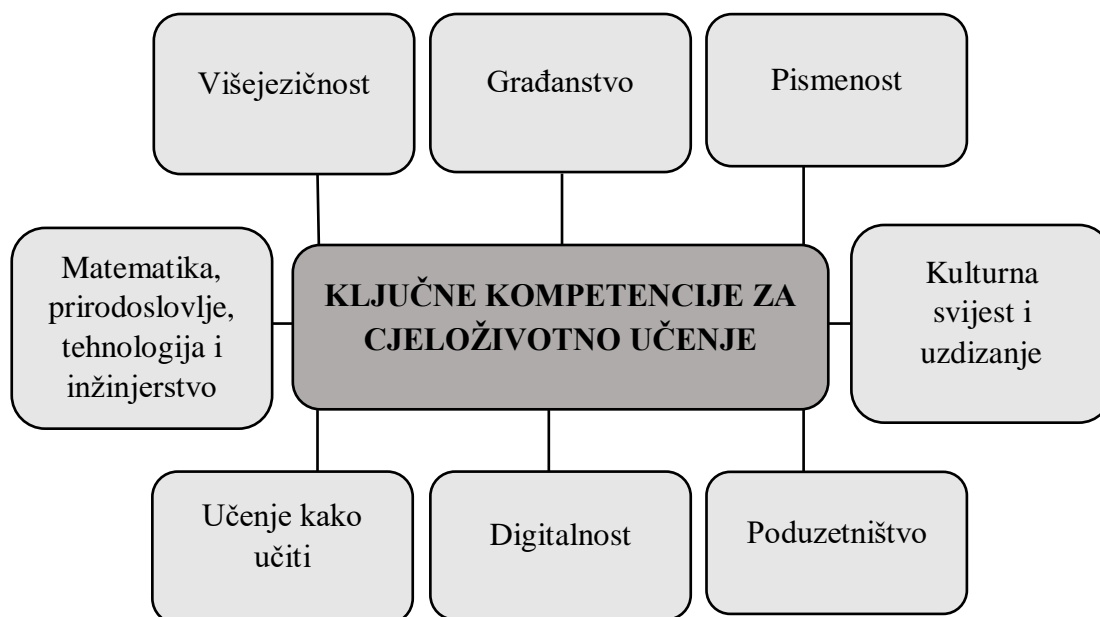 Višejezičnost
Građanstvo
Pismenost
Matematika,
prirodoslovlje,
tehnologija i
inžinjerstvo
KLJUČNE KOMPETENCIJE ZA
CJELOŽIVOTNO UČENJE
Kulturna
svijest i
uzdizanje
Učenje kako
učiti
Digitalnost
Poduzetništvo